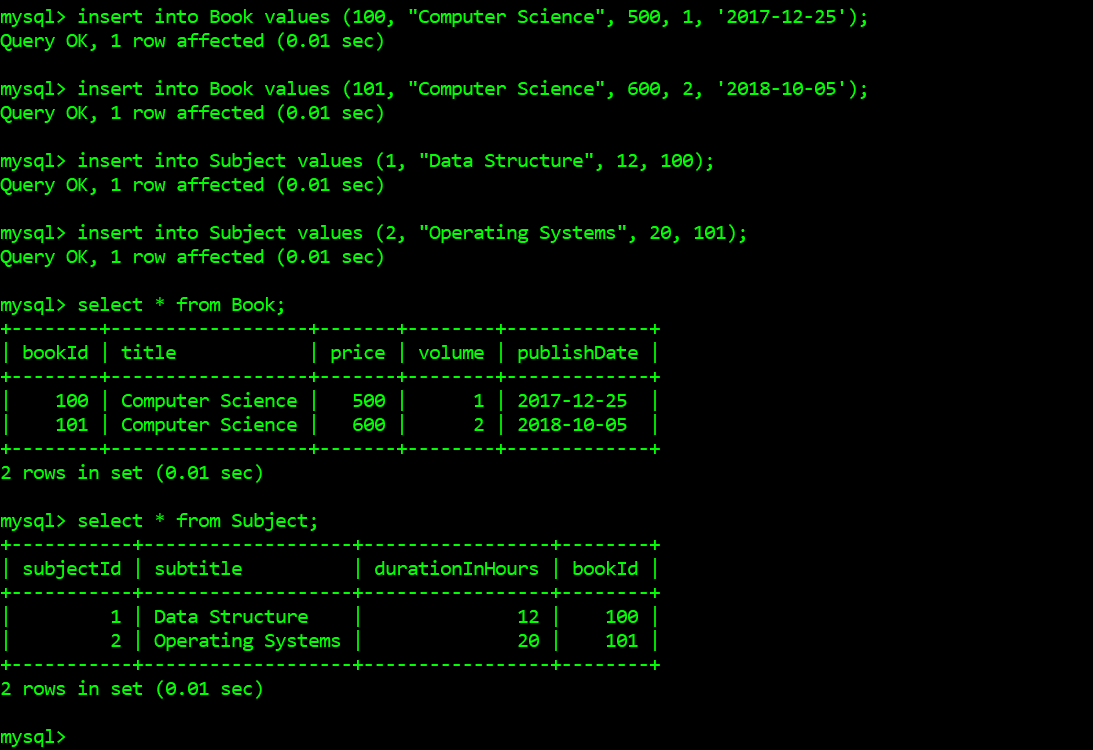 mysql> insert into Book values (100, "Computer Science", 500, 1, '2017-12-25');
Query OK, 1 row affected (0.01 sec)

mysql> insert into Book values (101, "Computer Science", 600, 2, '2018-10-05');
Query OK, 1 row affected (0.01 sec)

mysql> insert into Subject values (1, "Data Structure", 12, 100);
Query OK, 1 row affected (0.01 sec)

mysql> insert into Subject values (2, "Operating Systems", 20, 101);
Query OK, 1 row affected (0.01 sec)

mysql> select * from Book;
+--------+------------------+-------+--------+-------------+
| bookId | title            | price | volume | publishDate |
+--------+------------------+-------+--------+-------------+
|    100 | Computer Science |   500 |      1 | 2017-12-25  |
|    101 | Computer Science |   600 |      2 | 2018-10-05  |
+--------+------------------+-------+--------+-------------+
2 rows in set (0.01 sec)

mysql> select * from Subject;
+-----------+-------------------+-----------------+--------+
| subjectId | subtitle          | durationInHours | bookId |
+-----------+-------------------+-----------------+--------+
|         1 | Data Structure    |              12 |    100 |
|         2 | Operating Systems |              20 |    101 |
+-----------+-------------------+-----------------+--------+
2 rows in set (0.01 sec)

mysql>